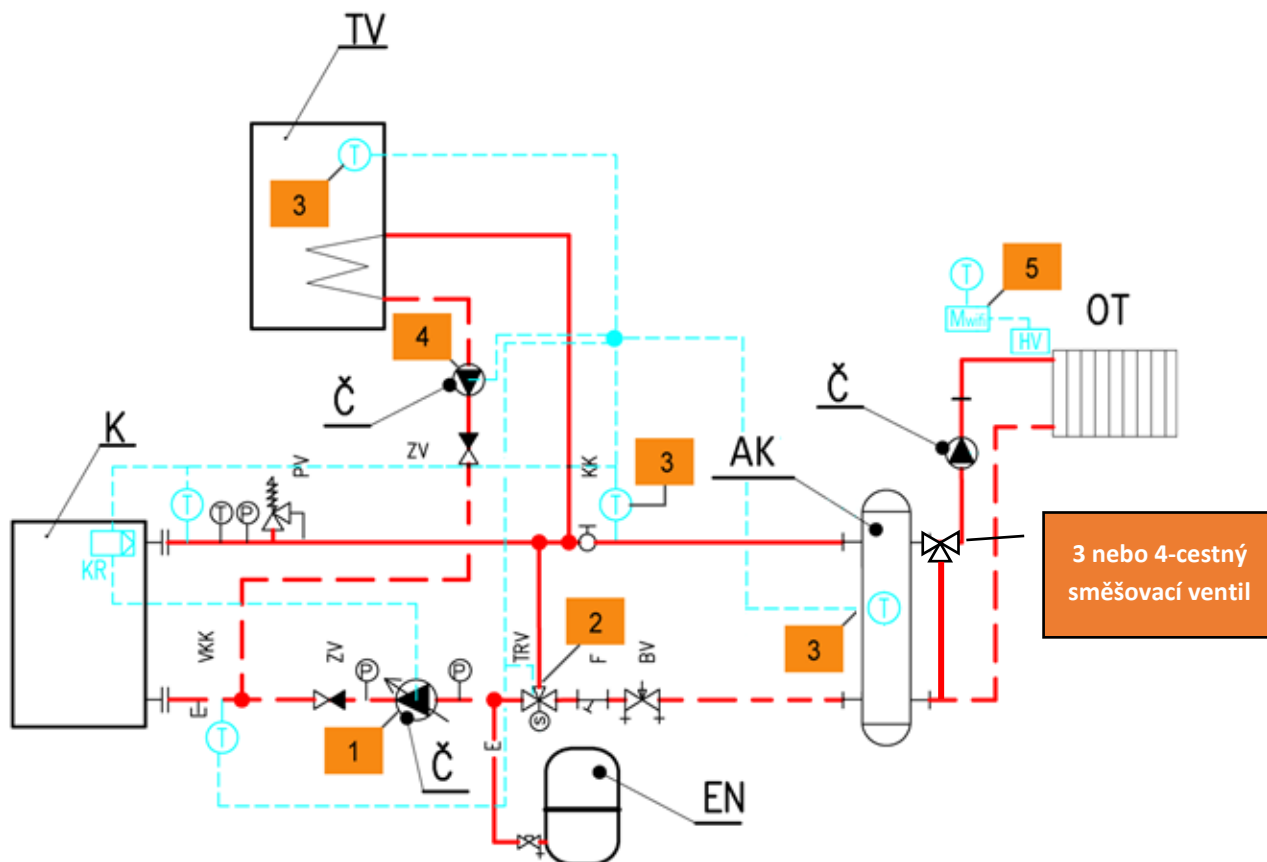 TV
T
3
4
Č
ZV
K
PV
T
T
P
KR
VKK
ZV
P
1
Č
P
KK
T
3
TRV
2
S
F
BV
E
EN
AK
T
3
T
5
Mwifi
HV
OT
Č
3 nebo 4-cestný
směšovací ventil
T